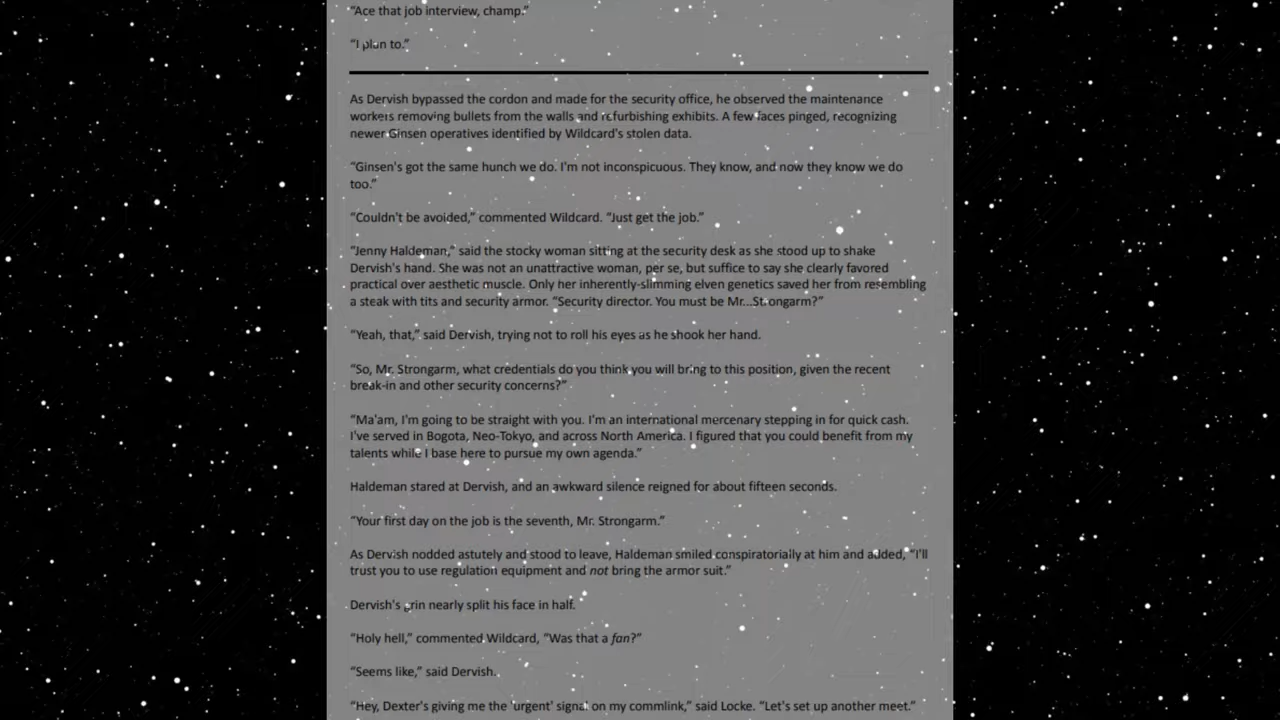 “Ace that job interview, champ.”
“I plan to.”
As Dervish bypassed the cordon and made for the security office, he observed the maintenance
workers removing bullets from the walls and refurbishing exhibits. A few faces pinged, recognizing
newer Ginsen operatives identified by Wildcard's stolen data.
“Ginsen's got the same hunch we do. I'm not inconspicuous. They know, and now they know we do
too.”
“Couldn't be avoided,” commented Wildcard. “Just get the job.”
“Jenny Haldeman,” said the stocky woman sitting at the security desk as she stood up to shake
Dervish's hand. She was not an unattractive woman, per se, but suffice to say she clearly favored
practical over aesthetic muscle. Only her inherently-slimming elven genetics saved her from resembling
a steak with tits and security armor. “Security director. You must be Mr...Strongarm?”
“Yeah, that,” said Dervish, trying not to roll his eyes as he shook her hand.
“So, Mr. Strongarm, what credentials do you think you will bring to this position, given the recent
break-in and other security concerns?”
“Ma'am, I'm going to be straight with you. I'm an international mercenary stepping in for quick cash.
I've served in Bogota, Neo-Tokyo, and across North America. I figured that you could benefit from my
talents while I base here to pursue my own agenda.”
Haldeman stared at Dervish, and an awkward silence reigned for about fifteen seconds.
“Your first day on the job is the seventh, Mr. Strongarm.”
As Dervish nodded astutely and stood to leave, Haldeman smiled conspiratorially at him and added, “I'll
trust you to use regulation equipment and not bring the armor suit.”
Dervish's grin nearly split his face in half.
“Holy hell,” commented Wildcard, “Was that a fan?”
“Seems like,” said Dervish.
“Hey, Dexter's giving me the 'urgent' signal on my commlink,” said Locke. “Let's set up another meet.”